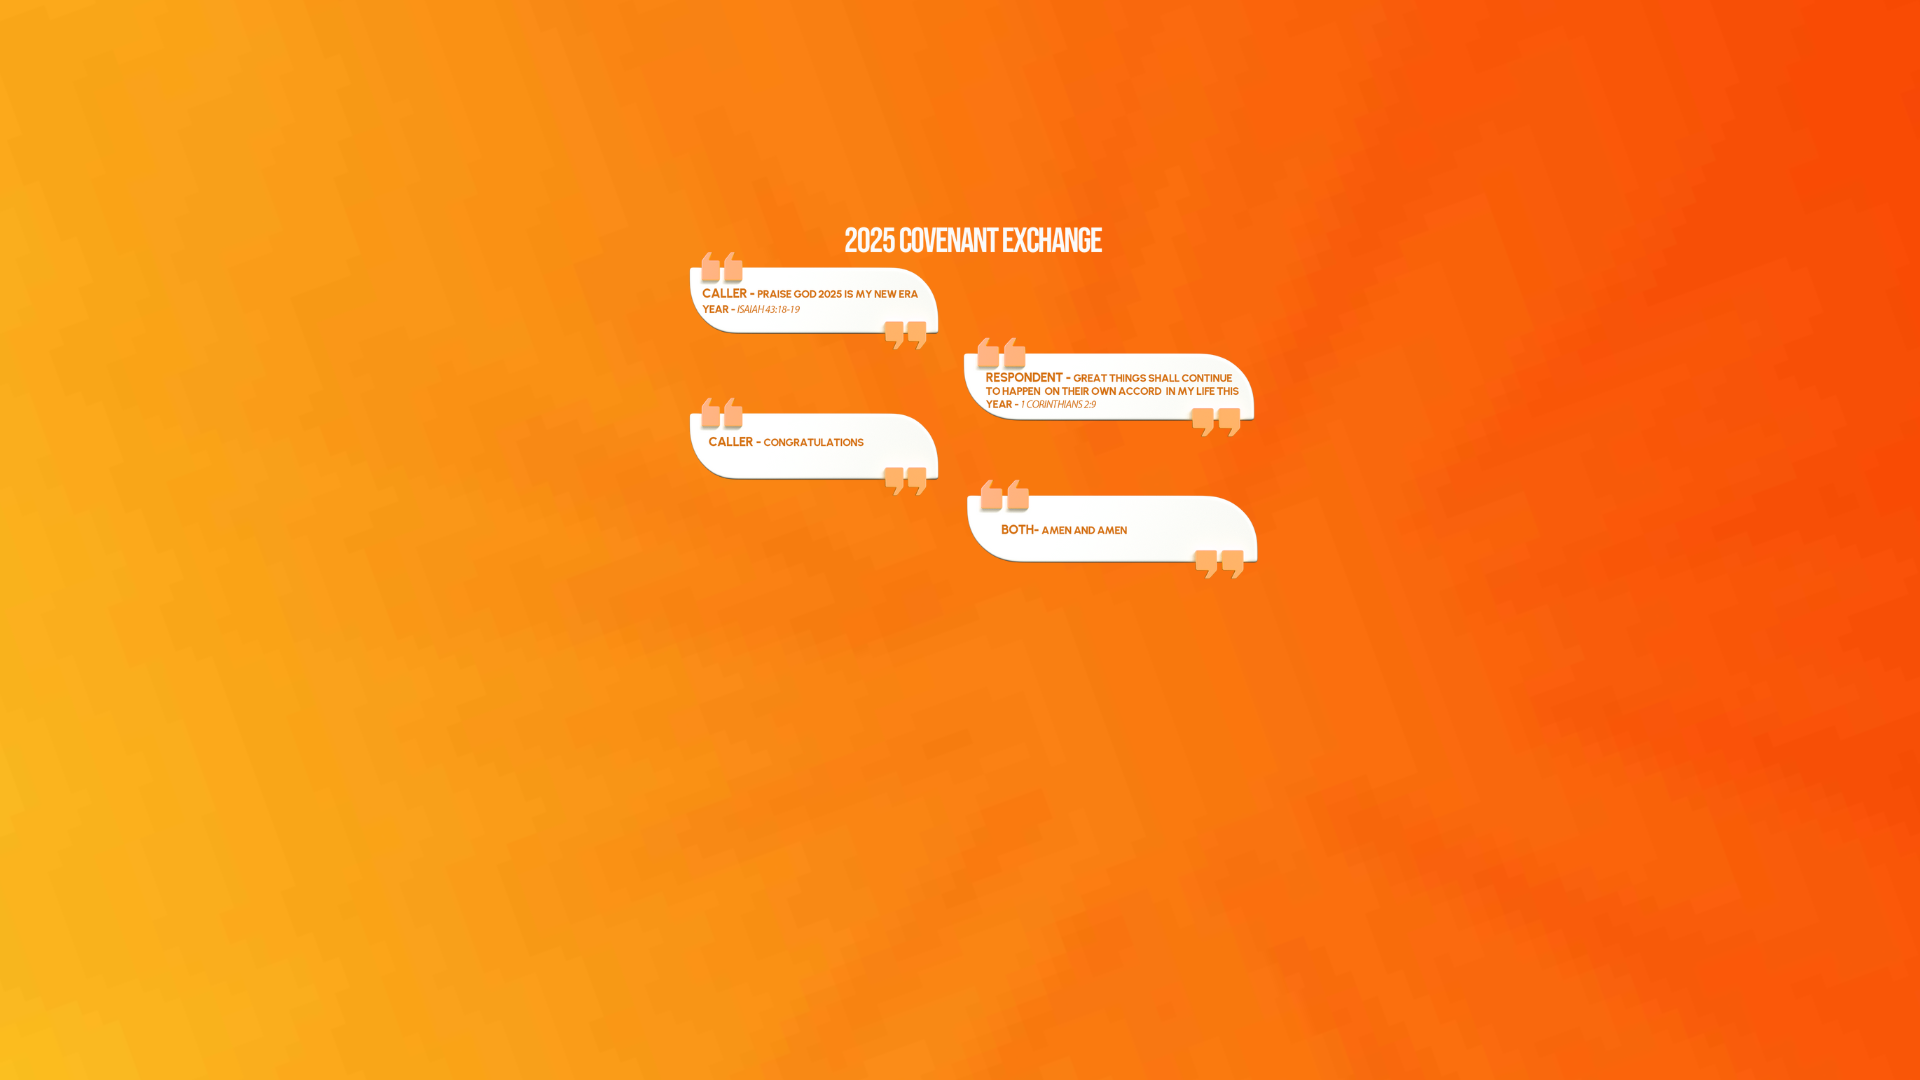 2025 COVENANT EXCHANGE
CALLER - PRAISE GOD 2025 IS MY NEW ERA
YEAR - ISAIAH 43:18-19
RESPONDENT - GREAT THINGS SHALL CONTINUE
TO HAPPEN ON THEIR OWN ACCORD IN MY LIFE THIS
YEAR - 1 CORINTHIANS 2:9
CALLER - CONGRATULATIONS
BOTH- AMEN AND AMEN